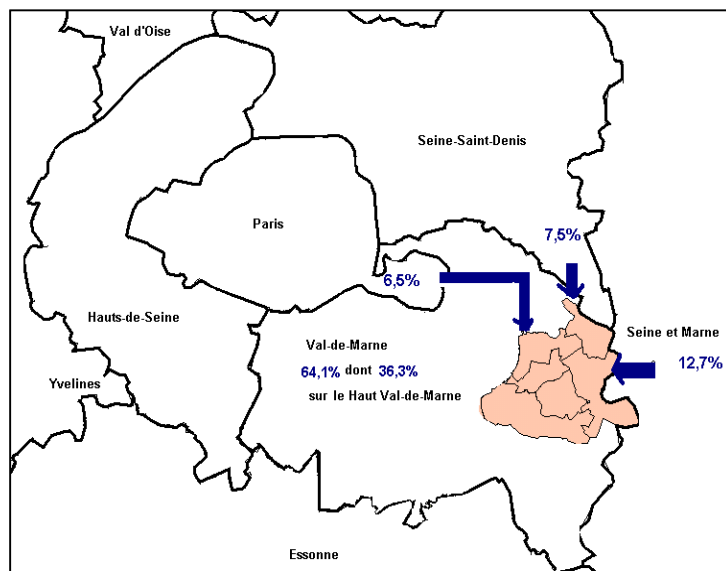 Val d'Oise
Seine-Saint-Denis
Paris
7,5%
6,5%
Hauts-de-Seine
Seine et Marne
Val-de-Marne
12,7%
64,1% dont 36,3%
Yvelines
sur le Haut Val-de-Marne
Essonne